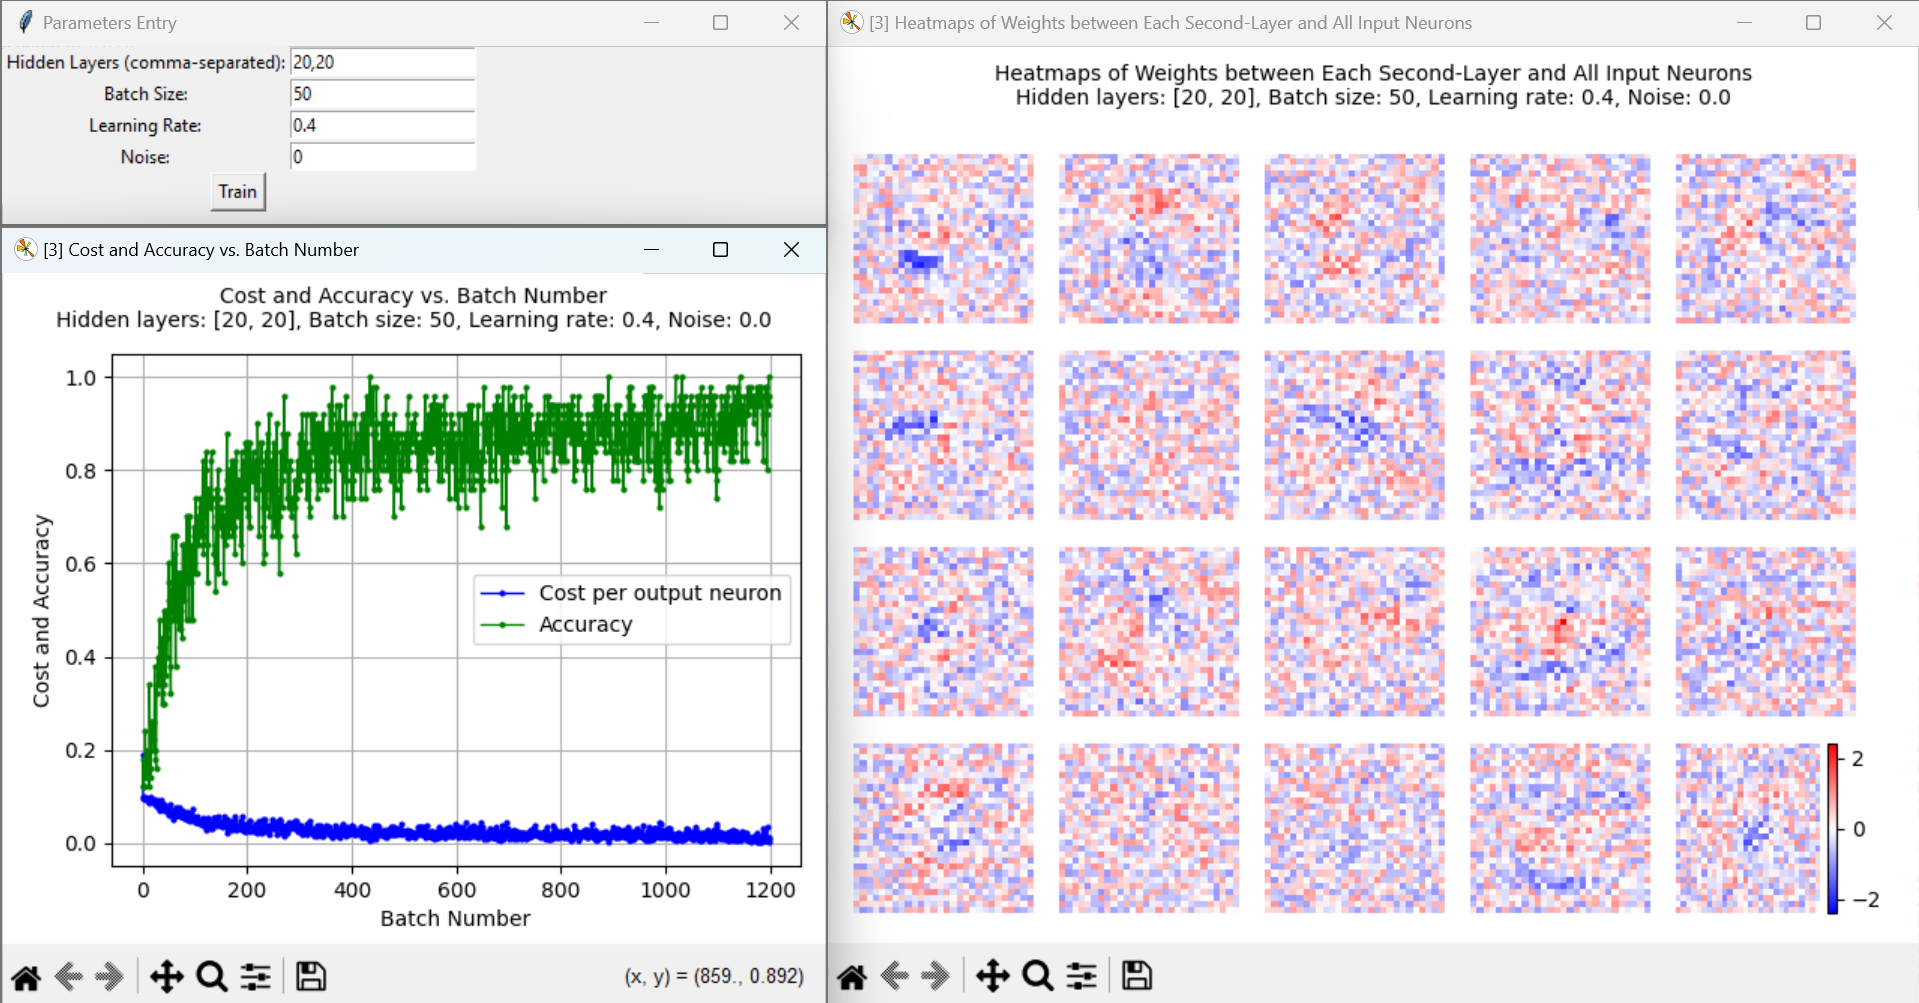 Parameters Entry
Hidden Layers (comma-separated): 20,20
Batch Size: 50
Learning Rate: 0.4
Noise: 0
Train
[3] Cost and Accuracy vs. Batch Number
Cost and Accuracy vs. Batch Number
Hidden layers: [20, 20], Batch size: 50, Learning rate: 0.4, Noise: 0.0
1.0
0.8
0.6
0.4
0.2
0.0
Cost and Accuracy
Cost per output neuron
Accuracy
0 200 400 600 800 1000 1200
Batch Number
(x, y) = (859., 0.892)
[3] Heatmaps of Weights between Each Second-Layer and All Input Neurons
Heatmaps of Weights between Each Second-Layer and All Input Neurons
Hidden layers: [20, 20], Batch size: 50, Learning rate: 0.4, Noise: 0.0
2
0
−2